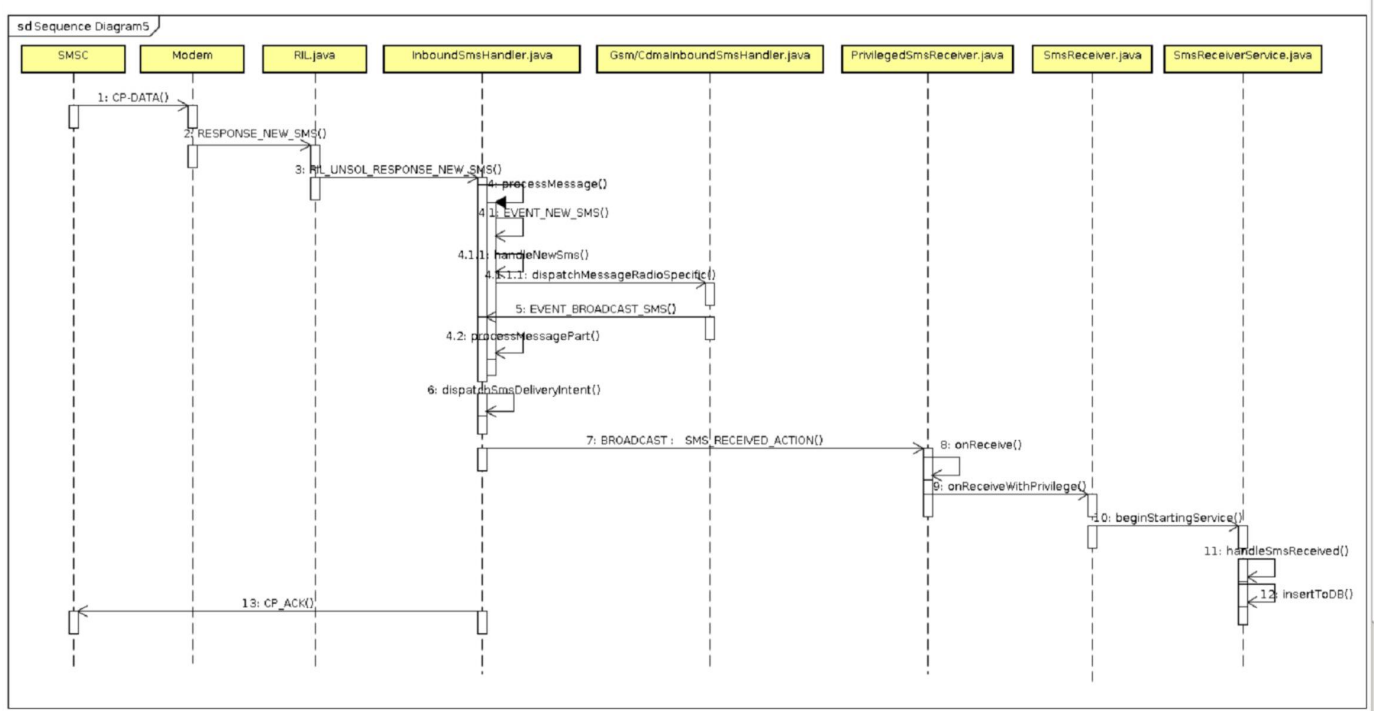 sd Sequence Diagram5
SMSC
Modem
RIL.java
InboundSmsHandler.java
Gsm/CdmaInboundSmsHandler.java
PrivilegedSmsReceiver.java
SmsReceiver.java
SmsReceiverService.java
1: CP-DATA()
2: RESPONSE_NEW_SMS()
3: RIL_UNSOL_RESPONSE_NEW_SMS()
4: processMessage()
4.1: EVENT_NEW_SMS()
4.1.1: handleNewSms()
4.1.1.1: dispatchMessageRadioSpecific()
5: EVENT_BROADCAST_SMS()
4.2: processMessagePart()
6: dispatchSmsDeliveryIntent()
7: BROADCAST : SMS_RECEIVED_ACTION()
8: onReceive()
9: onReceiveWithPrivilege()
10: beginStartingService()
11: handleSmsReceived()
12: insertToDB()
13: CP_ACK()